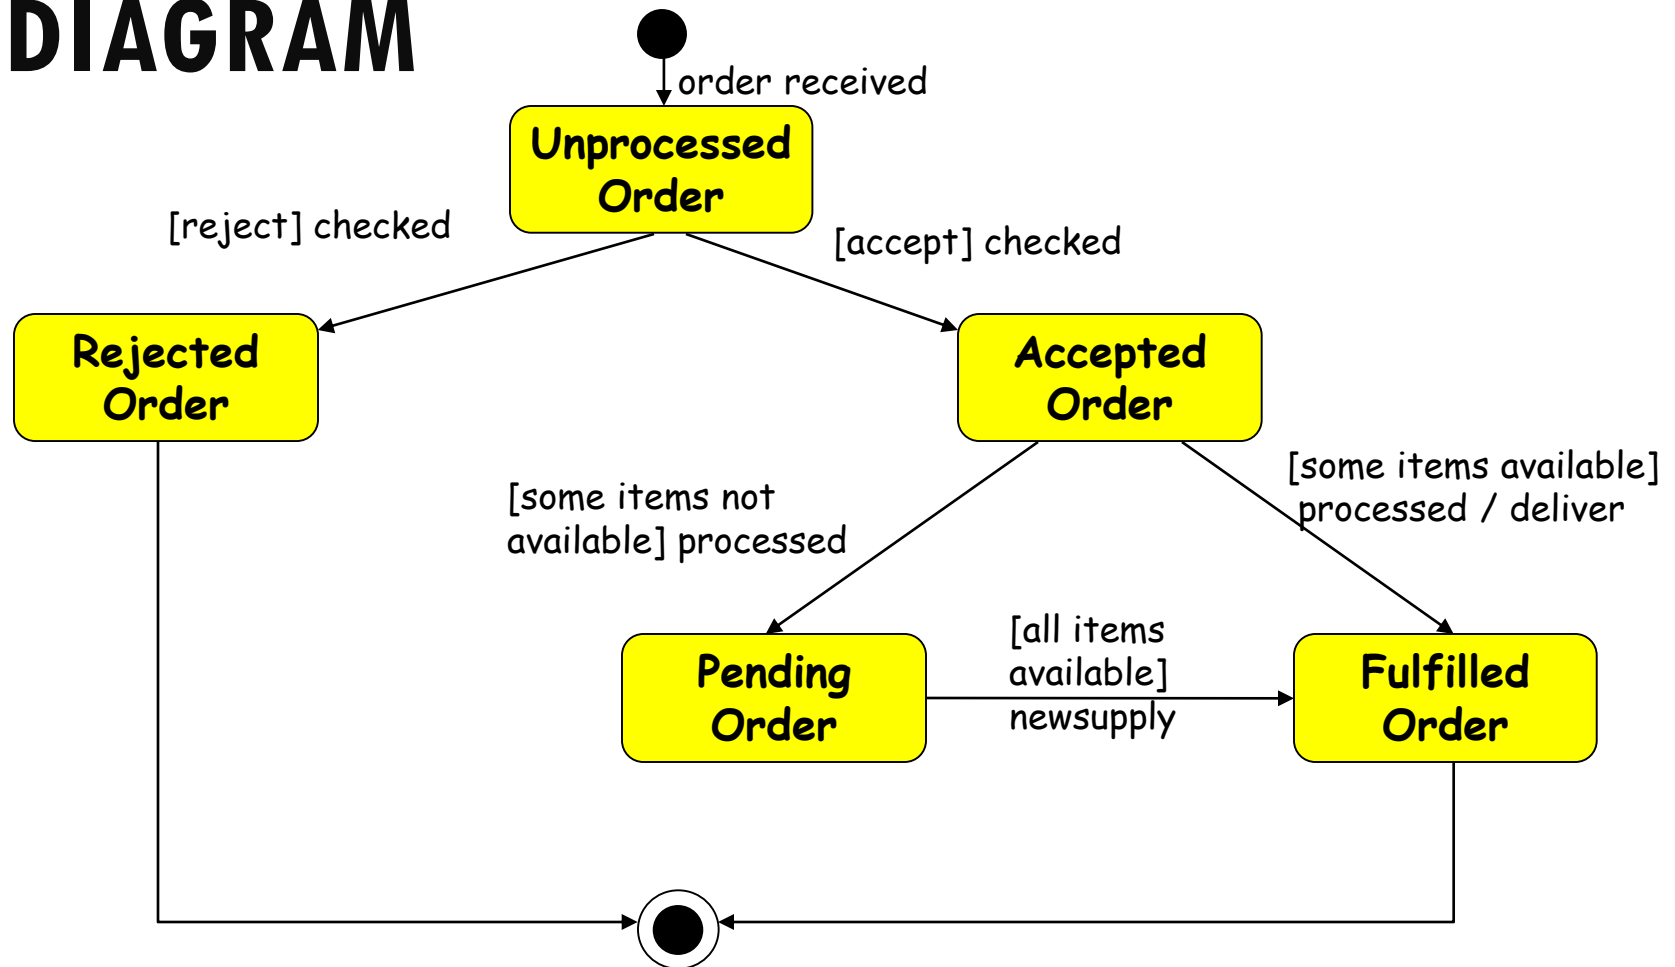 DIAGRAM
order received
Unprocessed
Order
[reject] checked
[accept] checked
Rejected
Order
Accepted
Order
[some items not
available] processed
[some items available]
processed / deliver
Pending
Order
[all items
available]
newsupply
Fulfilled
Order